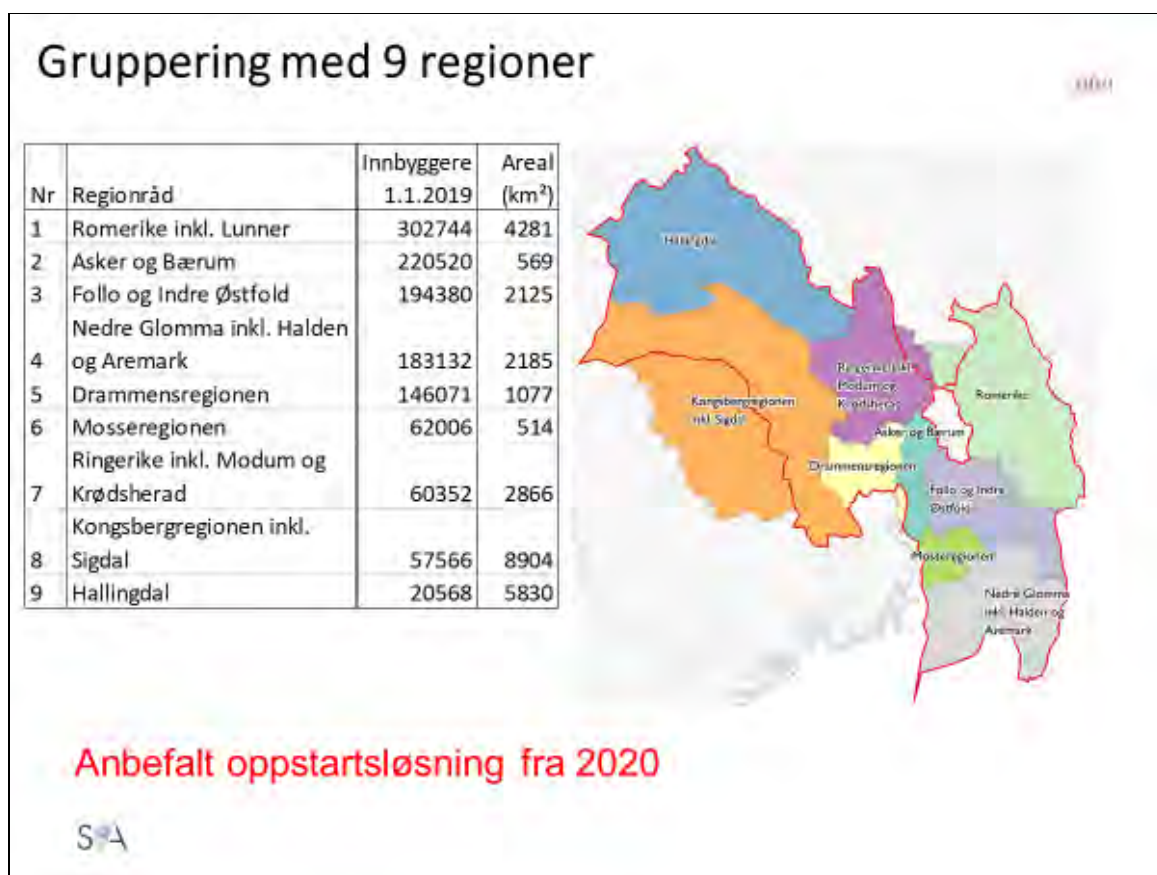 Gruppering med 9 regioner
Innbyggere Areal
Nr Regionråd 1.1.2019 (km²)
1 Romerike inkl. Lunner 302744 4281
2 Asker og Bærum 220520 569
3 Follo og Indre Østfold 194380 2125
Nedre Glomma inkl. Halden
4 og Aremark 183132 2185
5 Drammensregionen 146071 1077
6 Mosseregionen 62006 514
Ringerike inkl. Modum og
7 Krødsherad 60352 2866
Kongsbergregionen inkl.
8 Sigdal 57566 8904
9 Hallingdal 20568 5830
Hallingdal
Ringerike inkl.
Modum og
Krødsherad
Romerike
Kongsbergregionen
inkl. Sigdal
Asker og Bærum
Drammensregionen
Follo og Indre
Østfold
Mosseregionen
Nedre Glomma
inkl. Halden og
Aremark
Anbefalt oppstartsløsning fra 2020